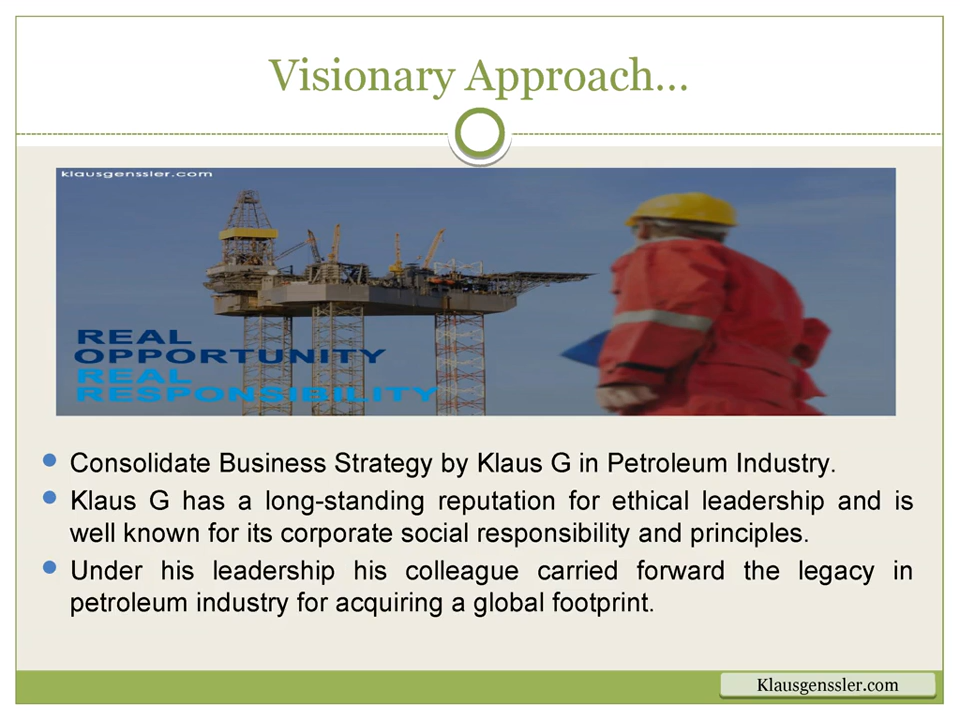 Visionary Approach...
klausgenssler.com
REAL
OPPORTUNITY
REAL
RESPONSIBILITY
Consolidate Business Strategy by Klaus G in Petroleum Industry.
Klaus G has a long-standing reputation for ethical leadership and is
well known for its corporate social responsibility and principles.
Under his leadership his colleague carried forward the legacy in
petroleum industry for acquiring a global footprint.
Klausgenssler.com